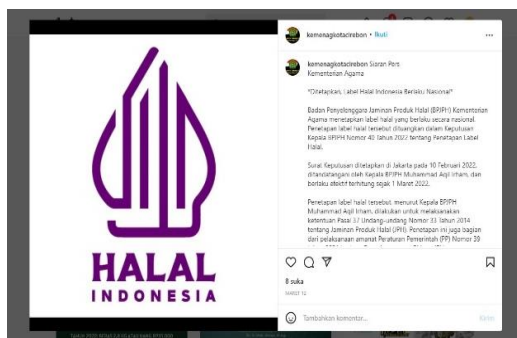 HALAL
INDONESIA
kemenagkotacirebon • Ikuti
kemenagkotacirebon Siaran Pers
Kementerian Agama
*Ditetapkan, Label Halal Indonesia Berlaku Nasional*
Badan Penyelenggara Jaminan Produk Halal (BPJPH) Kementerian
Agama menetapkan label halal yang berlaku secara nasional.
Penetapan label halal tersebut dituangkan dalam Keputusan
Kepala BPJPH Nomor 40 Tahun 2022 tentang Penetapan Label
Halal.
Surat Keputusan ditetapkan di Jakarta pada 10 Februari 2022,
ditandatangani oleh Kepala BPJPH Muhammad Aqil Irham, dan
berlaku efektif terhitung sejak 1 Maret 2022.
Penetapan label halal tersebut, menurut Kepala BPJPH
Muhammad Aqil Irham, dilakukan untuk melaksanakan
ketentuan Pasal 37 Undang-undang Nomor 33 Tahun 2014
tentang Jaminan Produk Halal (JPH). Penetapan ini juga bagian
dari pelaksanaan amanat Peraturan Pemerintah (PP) Nomor 39
8 suka
MARET 12
Tambahkan komentar...
Kirim